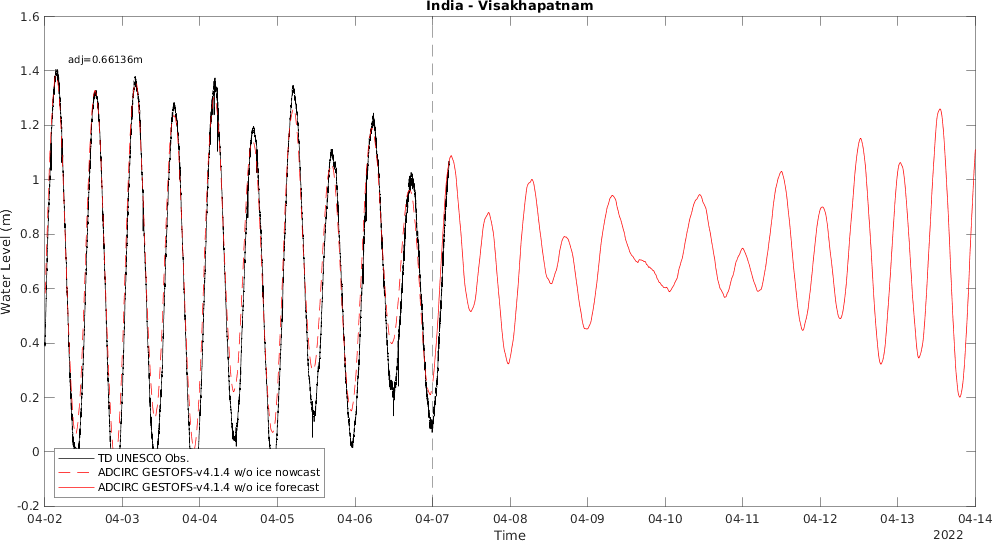 India - Visakhapatnam
adj=0.66136m
1.6
1.4
1.2
1
0.8
0.6
0.4
0.2
0
-0.2
Water Level (m)
TD UNESCO Obs.
ADCIRC GESTOFS-v4.1.4 w/o ice nowcast
ADCIRC GESTOFS-v4.1.4 w/o ice forecast
04-02 04-03 04-04 04-05 04-06 04-07 04-08 04-09 04-10 04-11 04-12 04-13 04-14
Time
2022